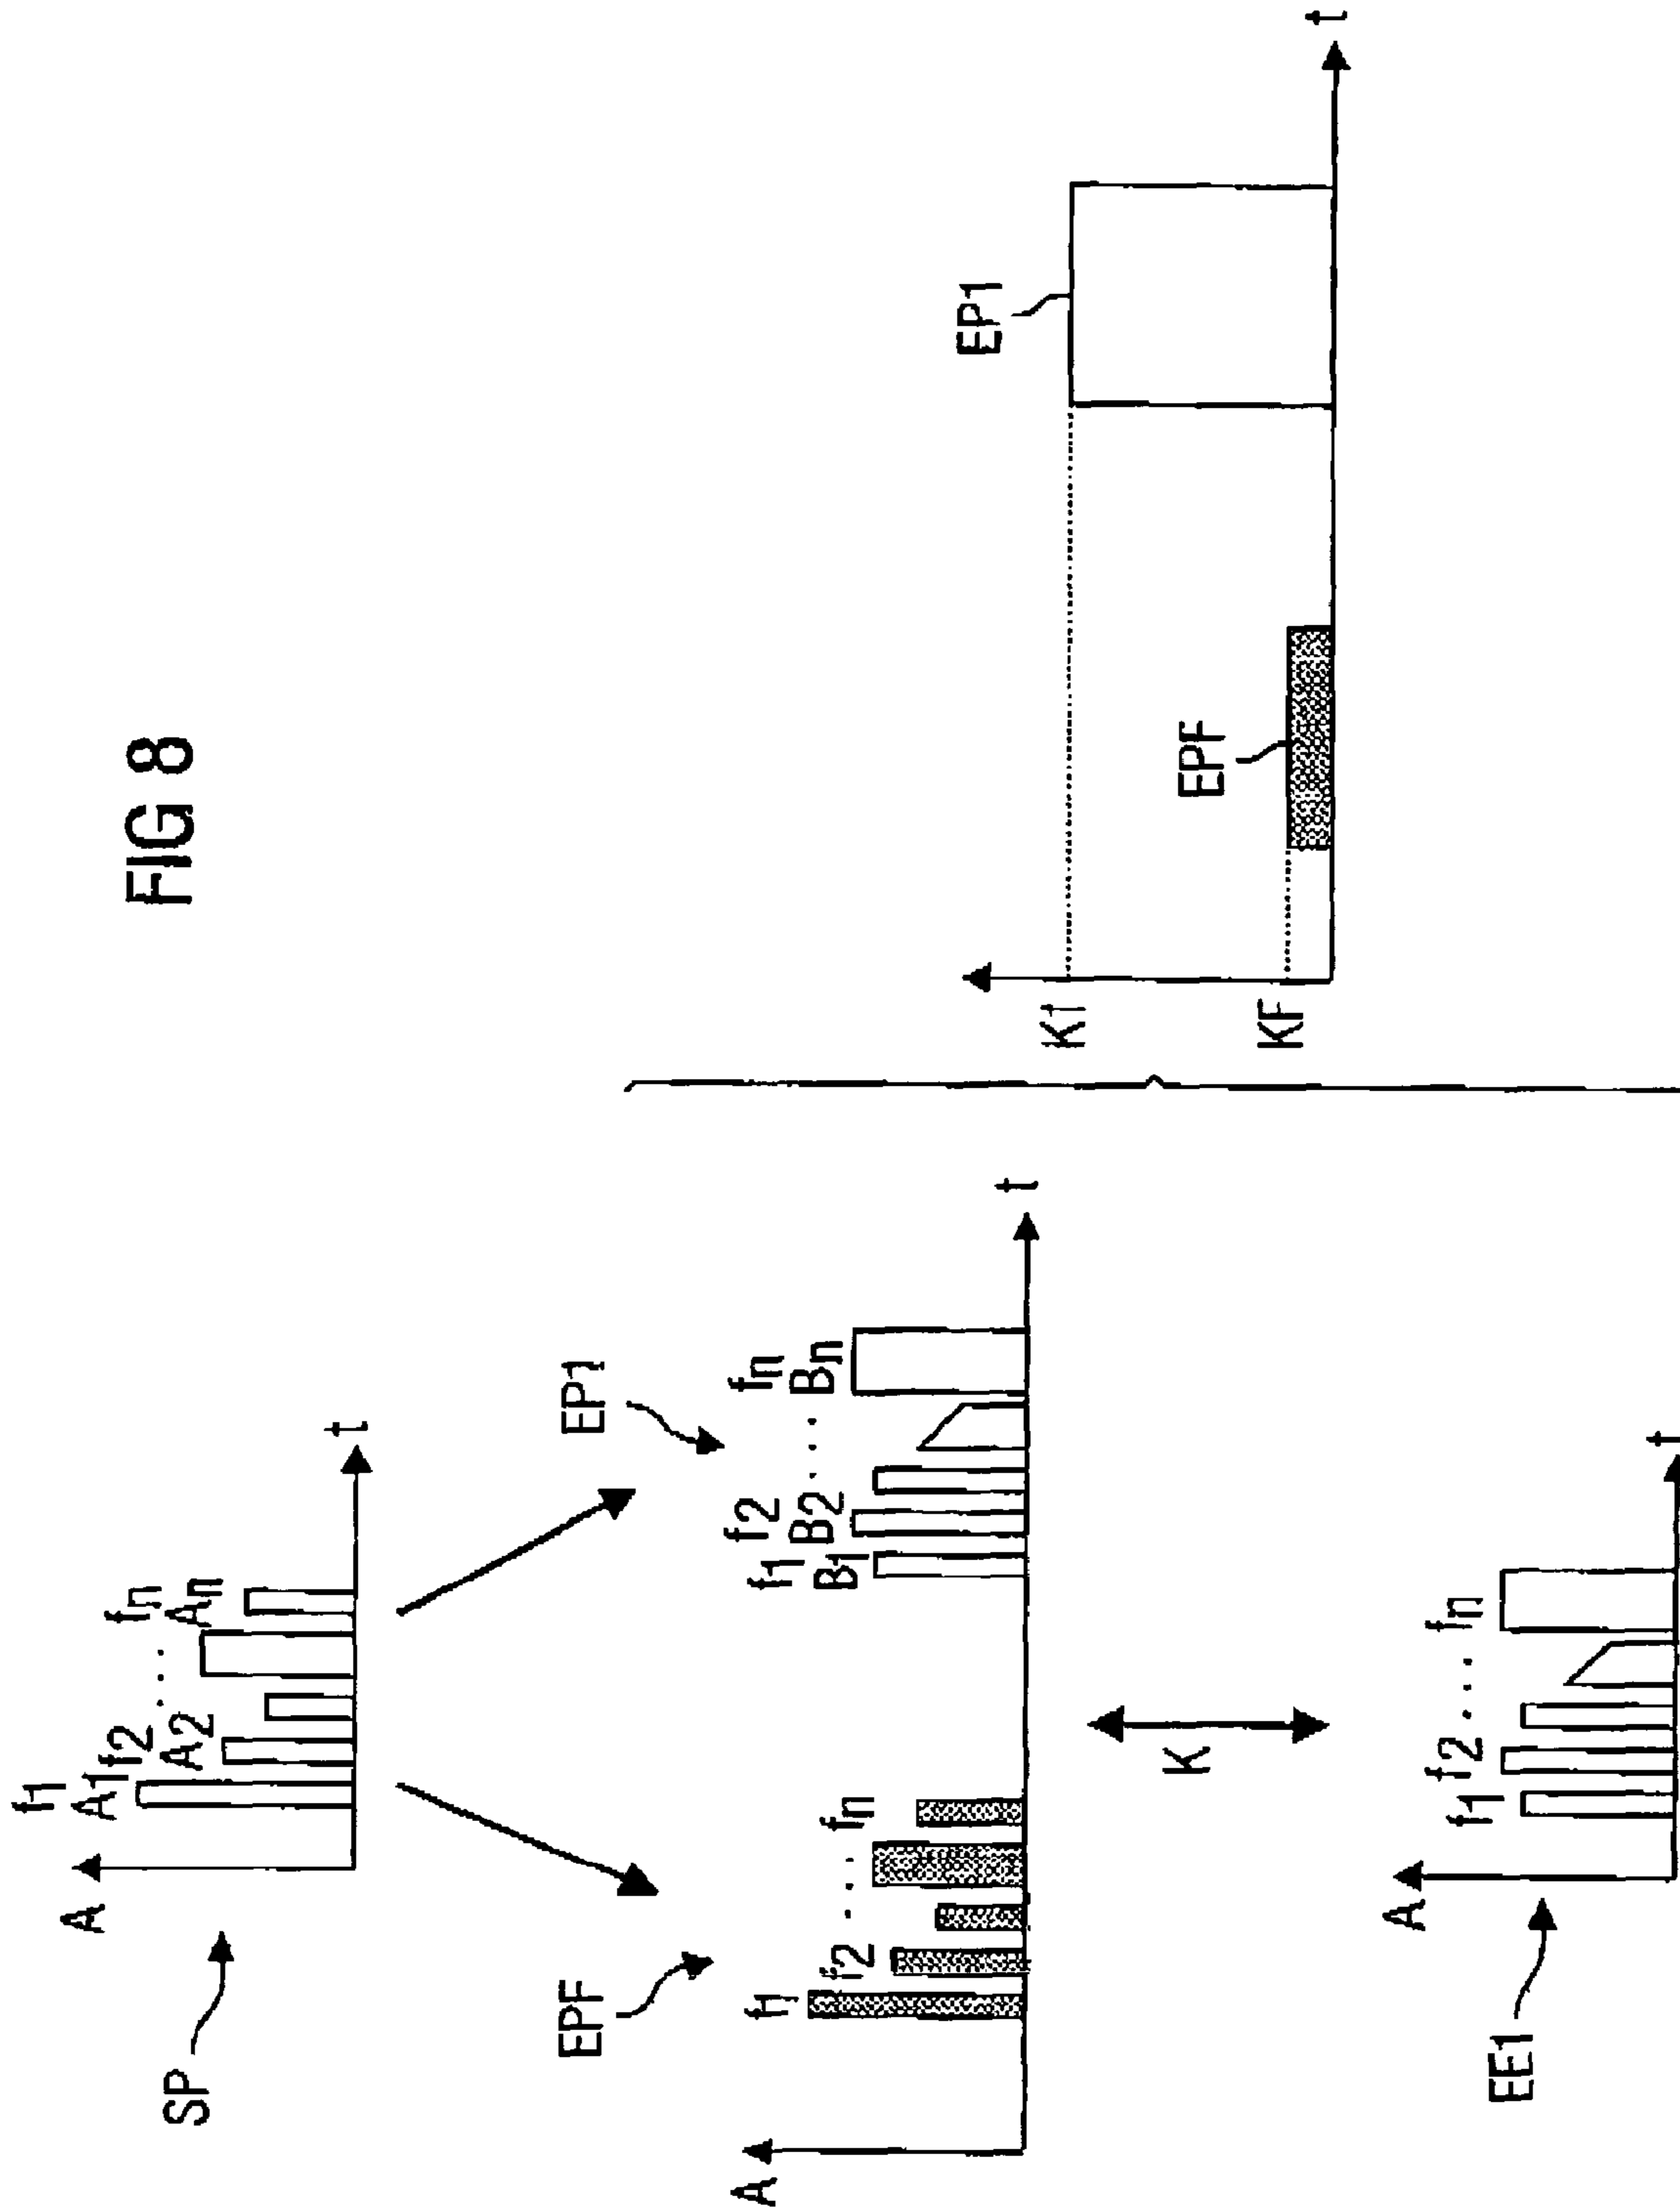 FIG 8
SP
A
f1 f2 ... fn
A1 A2 An
t
EPF
EP1
A
f1 f2 ... fn
f1 f2 ... fn
B1 B2 Bn
t
K
EE1
A
f1 f2 ... fn
t
K1
KF
EPF
EP1
t